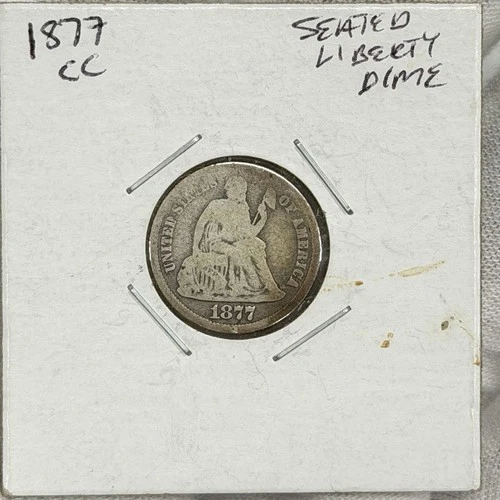 1877
CC
SEATED
LIBERTY
DIME
UNITED STATES
OF AMERICA
1877